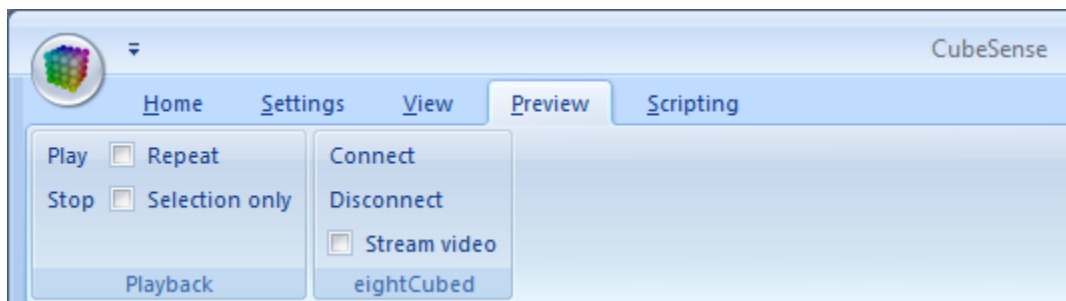 CubeSense
Home Settings View Preview Scripting
Play Repeat
Stop Selection only
Playback
Connect
Disconnect
Stream video
eightCubed